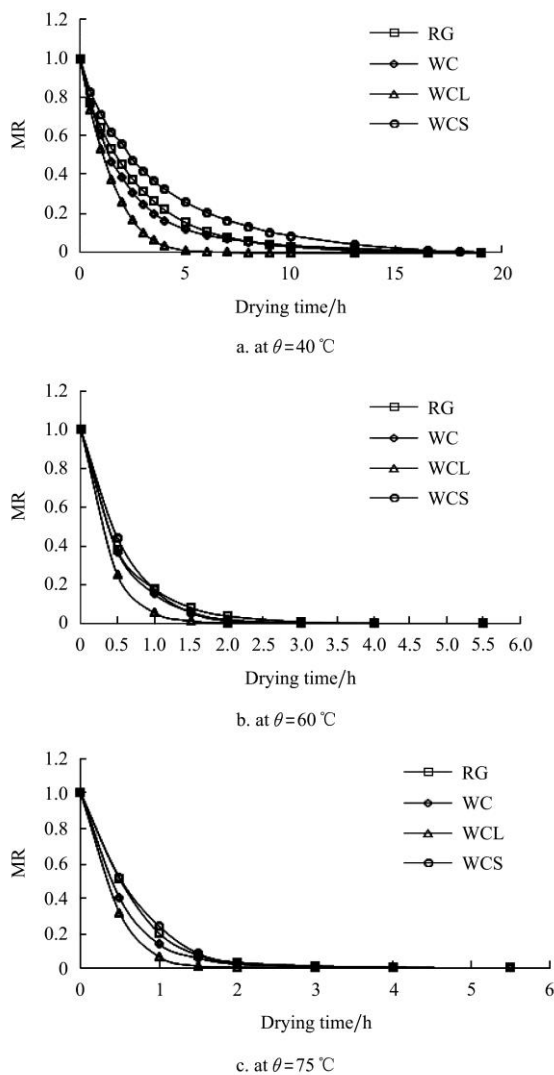 1.2
1.0
0.8
0.6
0.4
0.2
0
MR
RG
WC
WCL
WCS
0 5 10 15 20
Drying time/h
a. at θ=40 ℃
1.2
1.0
0.8
0.6
0.4
0.2
0
MR
RG
WC
WCL
WCS
0 0.5 1.0 1.5 2.0 2.5 3.0 3.5 4.0 4.5 5.0 5.5 6.0
Drying time/h
b. at θ=60 ℃
1.2
1.0
0.8
0.6
0.4
0.2
0
MR
RG
WC
WCL
WCS
0 1 2 3 4 5 6
Drying time/h
c. at θ=75 ℃